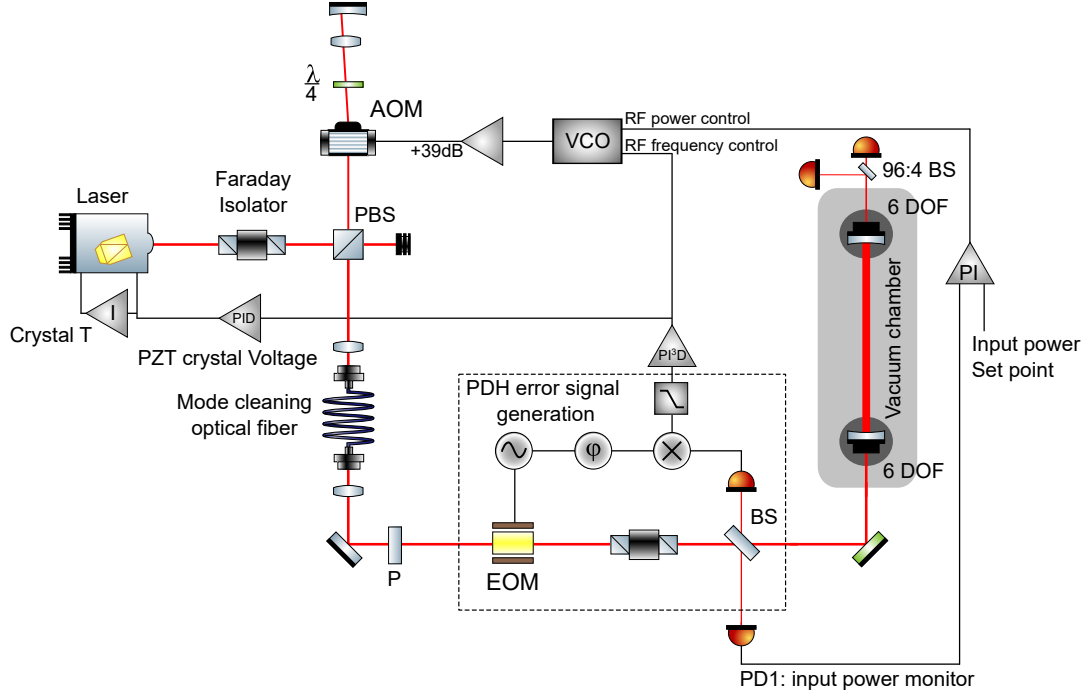 λ
4
AOM
+39dB
VCO
RF power control
RF frequency control
96:4 BS
6 DOF
Laser
Faraday
Isolator
PBS
PI
Vacuum chamber
I
PID
Crystal T
PZT crystal Voltage
PI³D
Input power
Set point
Mode cleaning
optical fiber
PDH error signal
generation
φ
6 DOF
BS
P
EOM
PD1: input power monitor